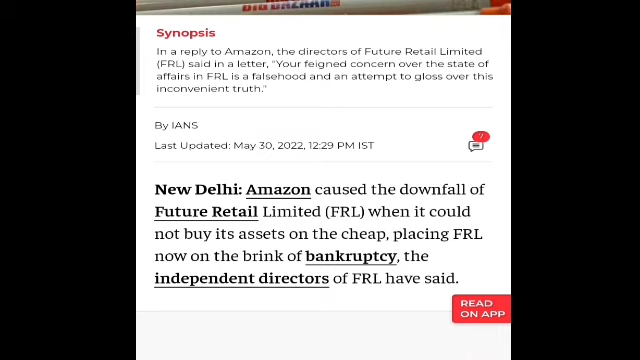 BIG BAZAAR
Synopsis
In a reply to Amazon, the directors of Future Retail Limited
(FRL) said in a letter, "Your feigned concern over the state of
affairs in FRL is a falsehood and an attempt to gloss over this
inconvenient truth."
By IANS
Last Updated: May 30, 2022, 12:29 PM IST
7
New Delhi: Amazon caused the downfall of
Future Retail Limited (FRL) when it could
not buy its assets on the cheap, placing FRL
now on the brink of bankruptcy, the
independent directors of FRL have said.
READ
ON APP